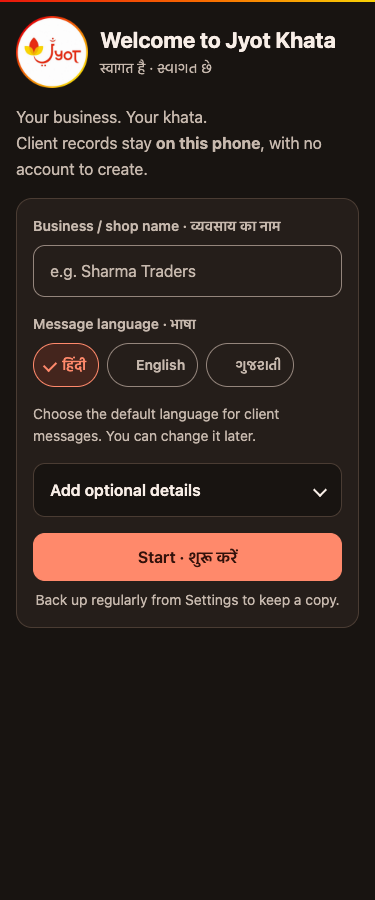 Jyot
Welcome to Jyot Khata
स्वागत है · સ્વાગત છે
Your business. Your khata.
Client records stay on this phone, with no
account to create.
Business / shop name · व्यवसाय का नाम
e.g. Sharma Traders
Message language · भाषा
हिंदी English ગુજરાતી
Choose the default language for client
messages. You can change it later.
Add optional details
Start · शुरू करें
Back up regularly from Settings to keep a copy.